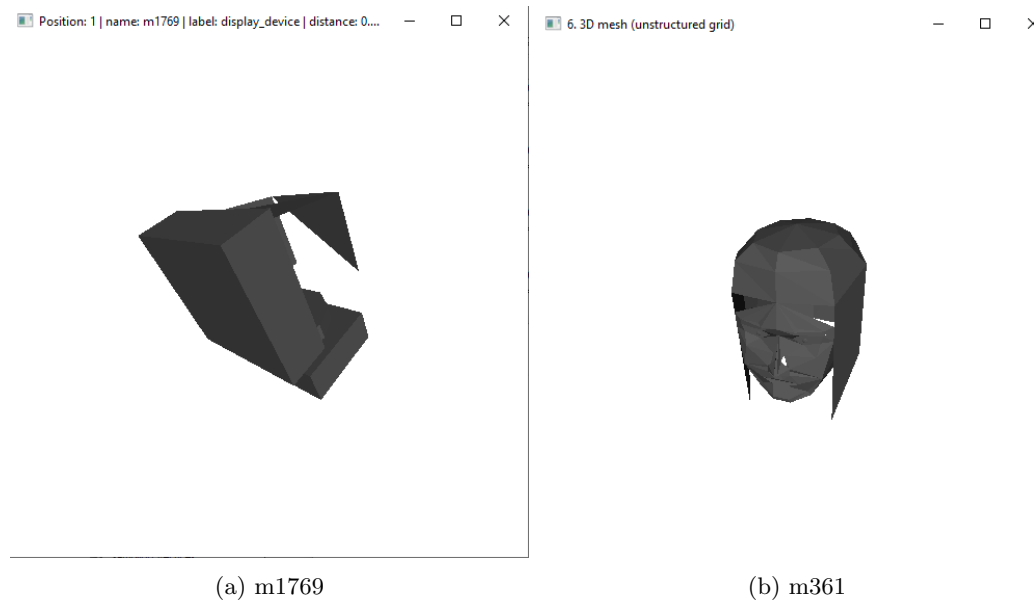 Position: 1 | name: m1769 | label: display_device | distance: 0....
6. 3D mesh (unstructured grid)
(a) m1769
(b) m361